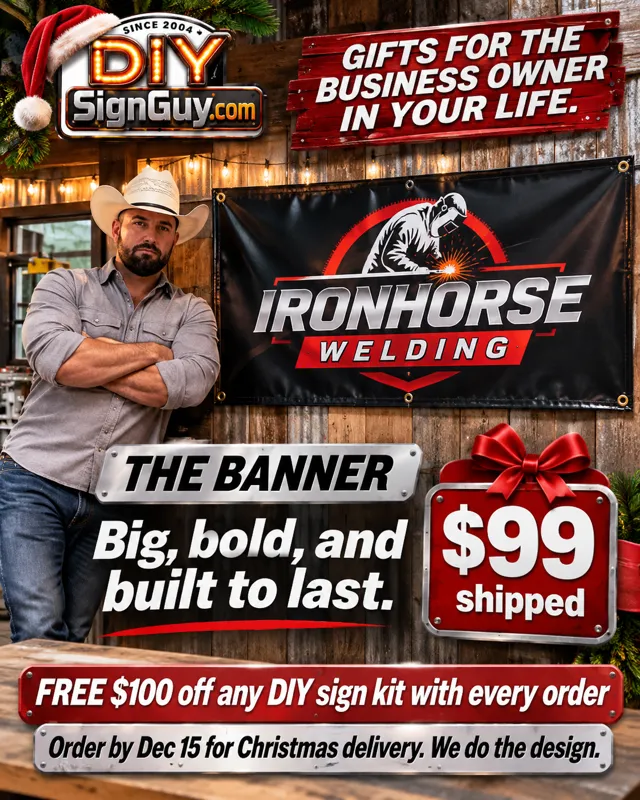 SINCE 2004
DIY
SignGuy.com
GIFTS FOR THE
BUSINESS OWNER
IN YOUR LIFE.
IRONHORSE
WELDING
THE BANNER
Big, bold, and
built to last.
$99
shipped
FREE $100 off any DIY sign kit with every order
Order by Dec 15 for Christmas delivery. We do the design.